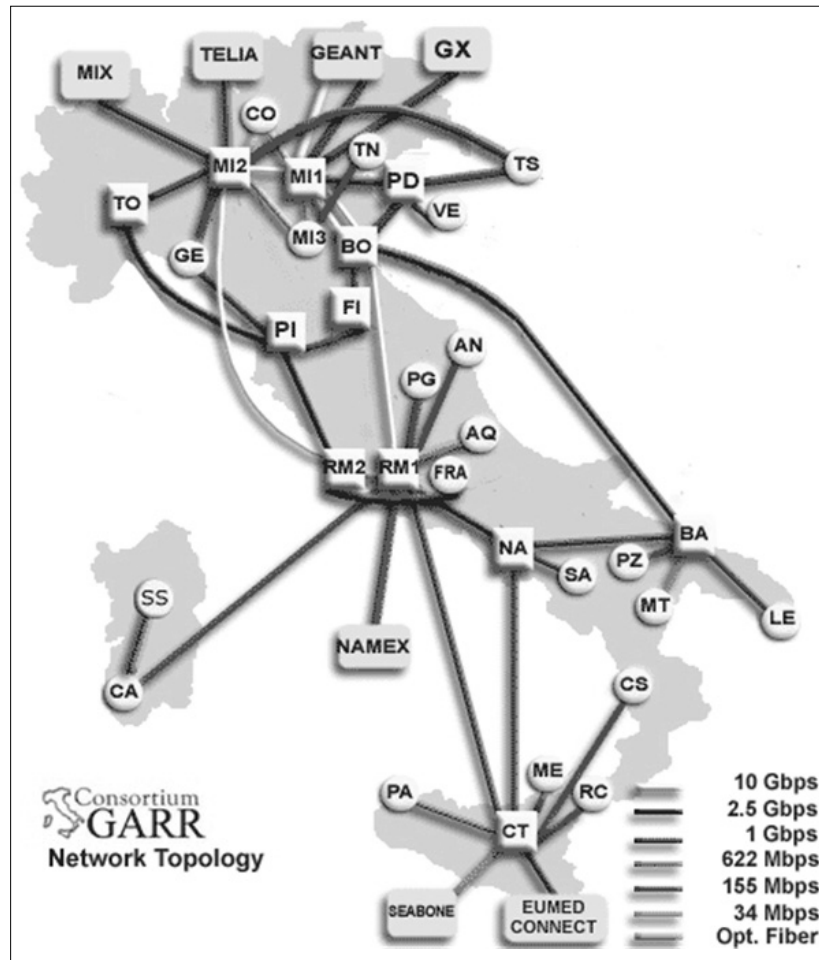 MIX
TELIA
GEANT
GX
CO
TN
TS
MI2
MI1
PD
TO
VE
MI3
BO
GE
FI
PI
AN
PG
AQ
RM2
RM1
FRA
NA
BA
PZ
SA
MT
LE
SS
NAMEX
CA
CS
ME
PA
RC
CT
SEABONE
EUMED
CONNECT
Consortium
GARR
Network Topology
10 Gbps
2.5 Gbps
1 Gbps
622 Mbps
155 Mbps
34 Mbps
Opt. Fiber